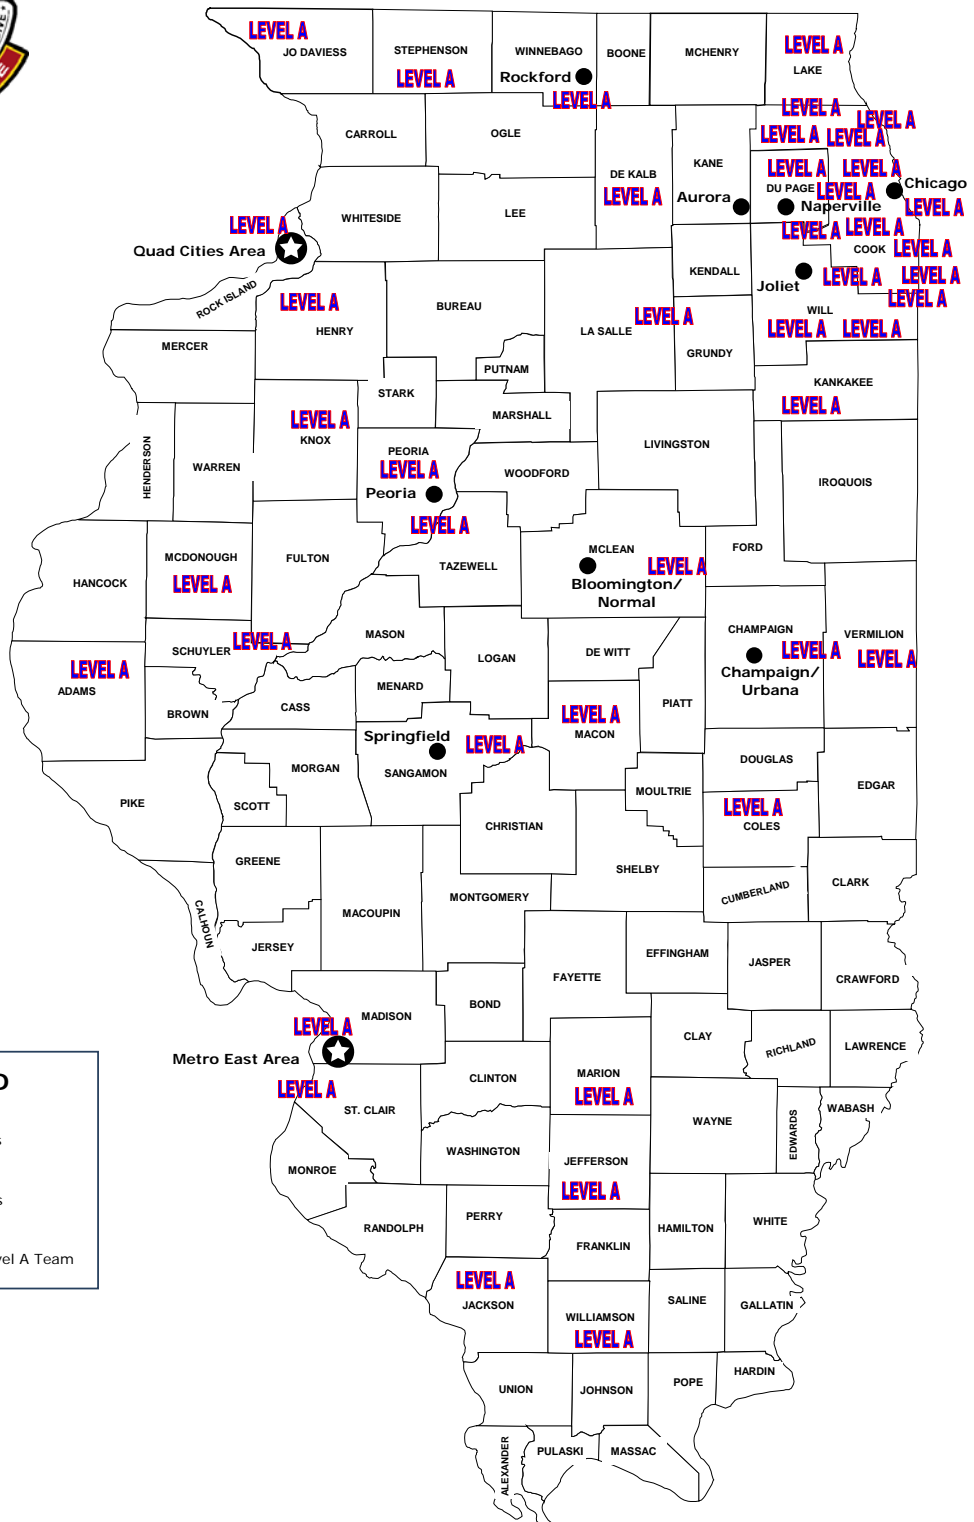 LEVEL A
JO DAVIESS
STEPHENSON
LEVEL A
WINNEBAGO
Rockford
LEVEL A
BOONE
MCHENRY
LEVEL A
LAKE
LEVEL A
LEVEL A
LEVEL A
LEVEL A
CARROLL
OGLE
KANE
DE KALB
LEVEL A
LEVEL A
LEVEL A
DU PAGE
LEVEL A
Chicago
Aurora
Naperville
LEVEL A
WHITESIDE
LEE
LEVEL A
Quad Cities Area
LEVEL A
LEVEL A
COOK
LEVEL A
KENDALL
Joliet
LEVEL A
LEVEL A
LEVEL A
ROCK ISLAND
LEVEL A
HENRY
BUREAU
LA SALLE
LEVEL A
WILL
LEVEL A
LEVEL A
MERCER
GRUNDY
PUTNAM
STARK
KANKAKEE
LEVEL A
MARSHALL
LEVEL A
KNOX
LIVINGSTON
HENDERSON
WARREN
PEORIA
LEVEL A
Peoria
WOODFORD
IROQUOIS
LEVEL A
FORD
MCLEAN
LEVEL A
Bloomington/
Normal
HANCOCK
MCDONOUGH
LEVEL A
FULTON
TAZEWELL
SCHUYLER
LEVEL A
MASON
LOGAN
DE WITT
CHAMPAIGN
LEVEL A
Champaign/
Urbana
VERMILION
LEVEL A
LEVEL A
ADAMS
BROWN
CASS
MENARD
PIATT
LEVEL A
MACON
Springfield
LEVEL A
SANGAMON
MORGAN
DOUGLAS
EDGAR
PIKE
SCOTT
MOULTRIE
LEVEL A
COLES
CHRISTIAN
GREENE
SHELBY
CUMBERLAND
CLARK
CALHOUN
MACOUPIN
MONTGOMERY
JERSEY
EFFINGHAM
JASPER
FAYETTE
CRAWFORD
BOND
MADISON
LEVEL A
Metro East Area
CLAY
RICHLAND
LAWRENCE
LEVEL A
ST. CLAIR
CLINTON
MARION
LEVEL A
WAYNE
EDWARDS
WABASH
MONROE
WASHINGTON
JEFFERSON
LEVEL A
RANDOLPH
PERRY
HAMILTON
WHITE
FRANKLIN
LEVEL A
JACKSON
WILLIAMSON
LEVEL A
SALINE
GALLATIN
UNION
JOHNSON
POPE
HARDIN
ALEXANDER
PULASKI
MASSAC
D
s
s
vel A Team